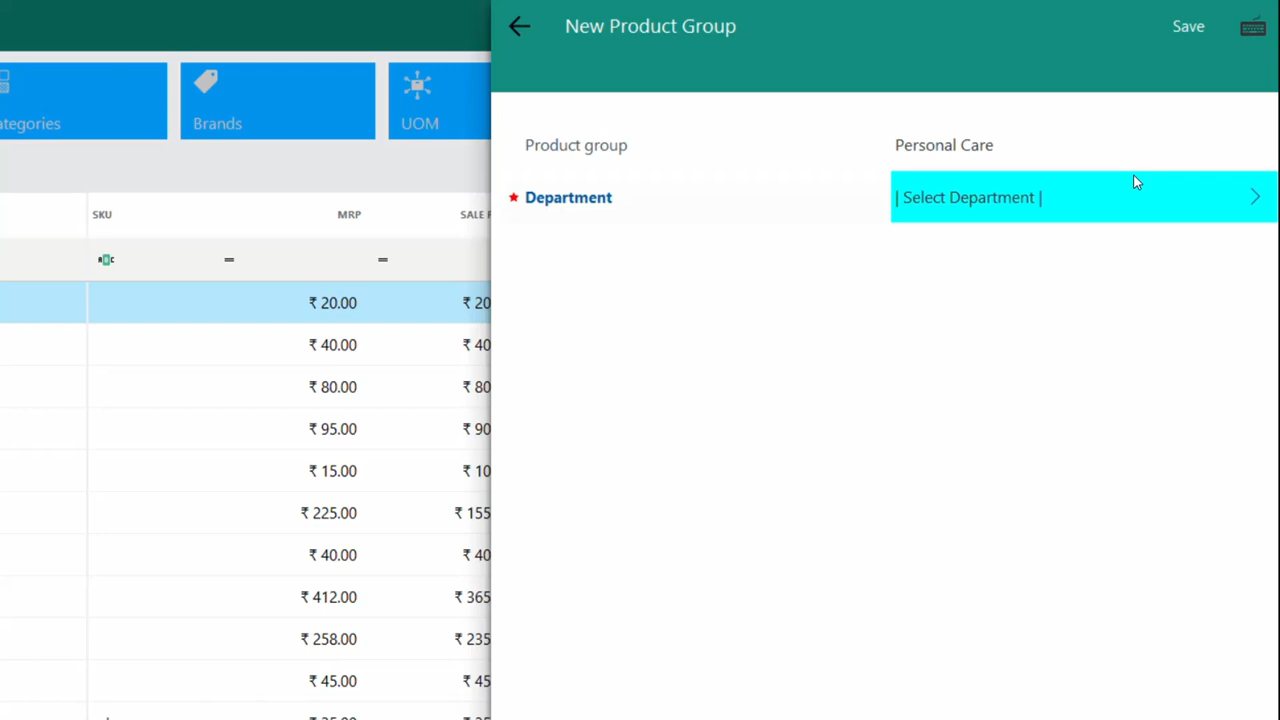 New Product Group
Save
ategories
Brands
UOM
Product group
Personal Care
Department
| Select Department |
SKU
MRP
SALE
=
=
₹ 20.00
₹ 20
₹ 40.00
₹ 40
₹ 80.00
₹ 80
₹ 95.00
₹ 90
₹ 15.00
₹ 10
₹ 225.00
₹ 155
₹ 40.00
₹ 40
₹ 412.00
₹ 365
₹ 258.00
₹ 235
₹ 45.00
₹ 45